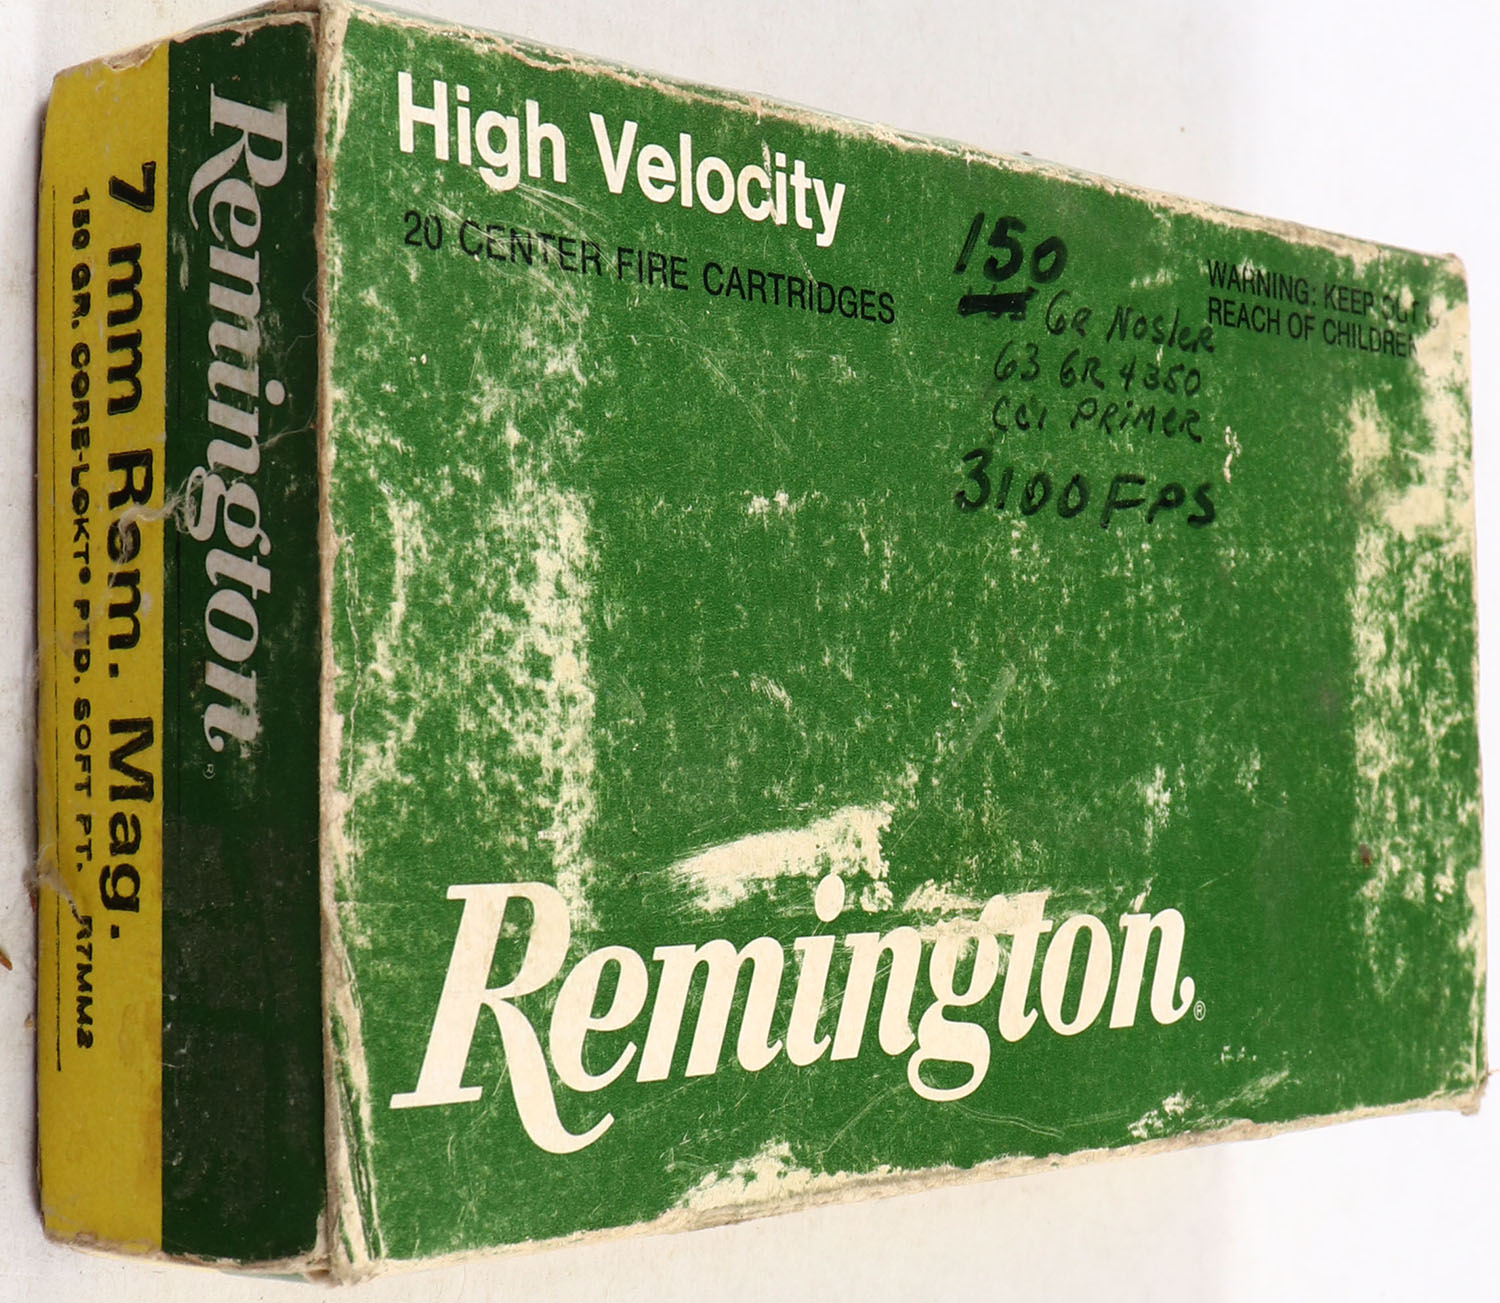 High Velocity
20 CENTER FIRE CARTRIDGES
WARNING: KEEP OUT
REACH OF CHILDREN
150
GR Nosler
63 GR 4350
CCI PRIMER
3100 FPS
Remington®
Remington®
7 mm Rem. Mag.
150 GR. CORE-LOKT® PTD. SOFT PT. R7MM2